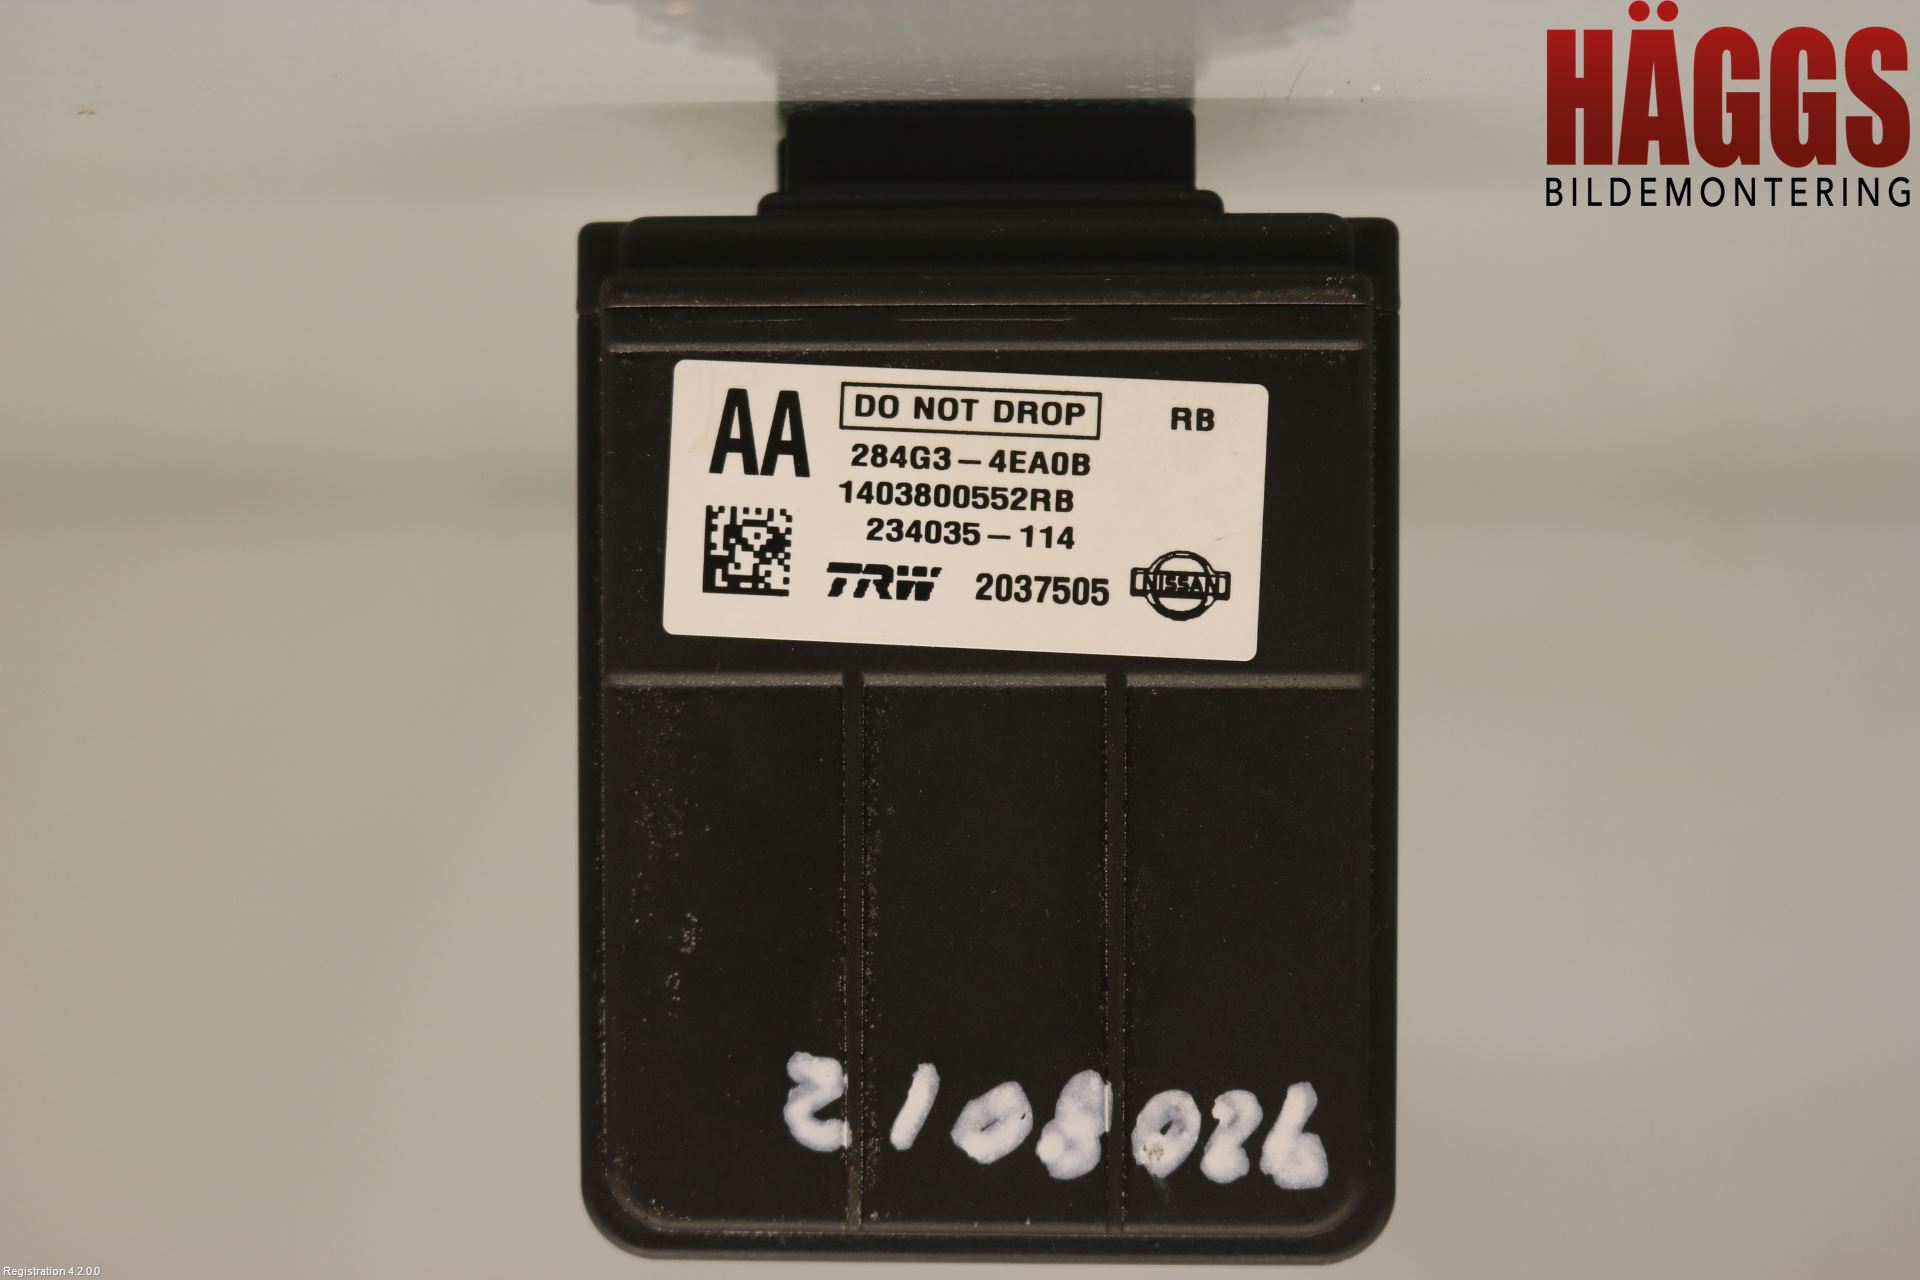 HÄGGS
BILDEMONTERING
AA
DO NOT DROP
RB
284G3-4EA0B
1403800552RB
234035-114
TRW 2037505 NISSAN
2108026
Registration 4.2.0.0